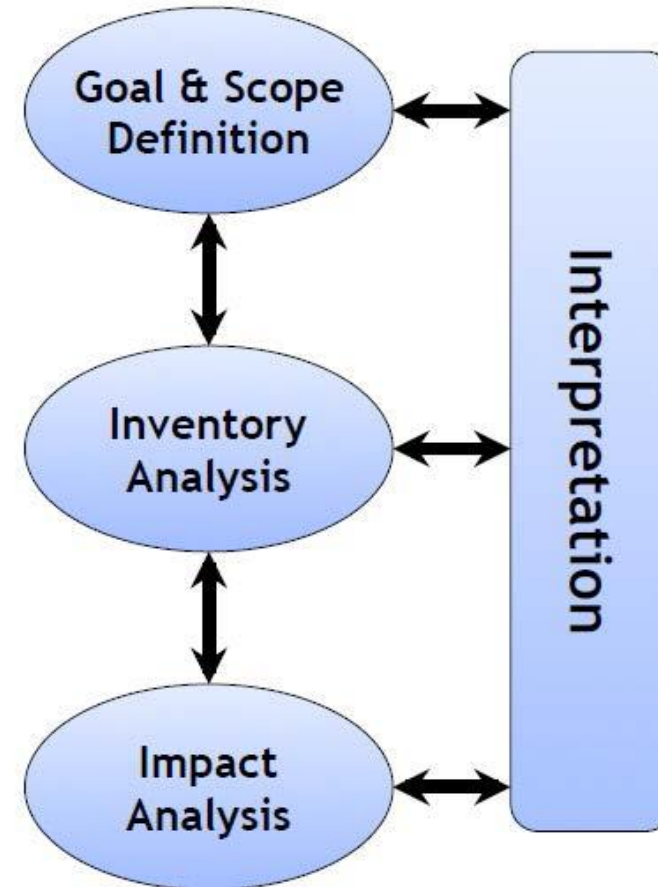 Goal & Scope
Definition
Inventory
Analysis
Impact
Analysis
Interpretation